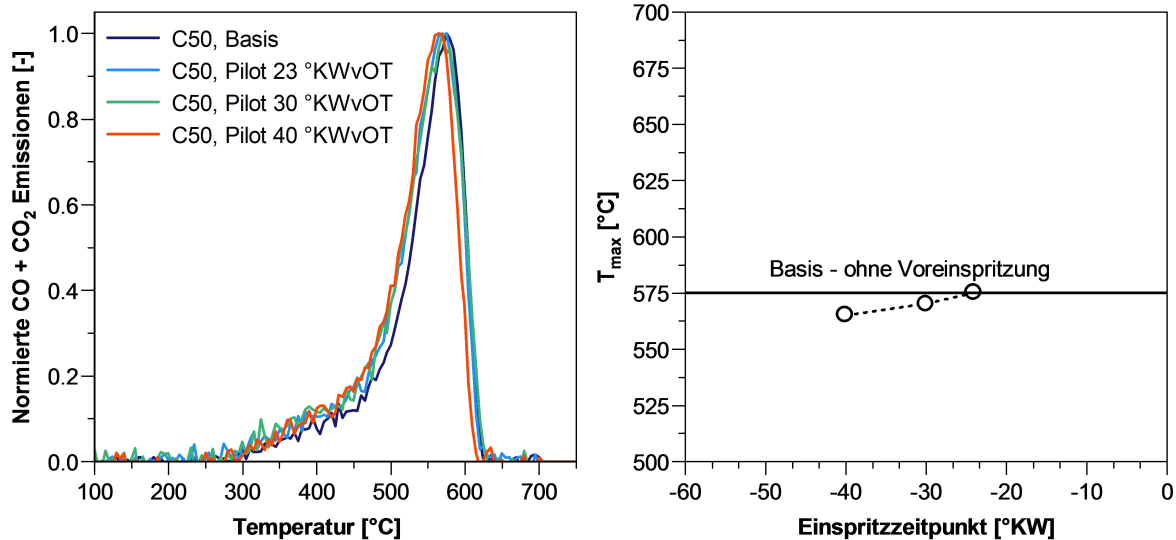 Normierte CO + CO₂ Emissionen [-]
1.0
0.8
0.6
0.4
0.2
0.0
C50, Basis
C50, Pilot 23 °KWvOT
C50, Pilot 30 °KWvOT
C50, Pilot 40 °KWvOT
100 200 300 400 500 600 700
Temperatur [°C]
Tmax [°C]
700
675
650
625
600
575
550
525
500
Basis - ohne Voreinspritzung
-60 -50 -40 -30 -20 -10 0
Einspritzzeitpunkt [°KW]